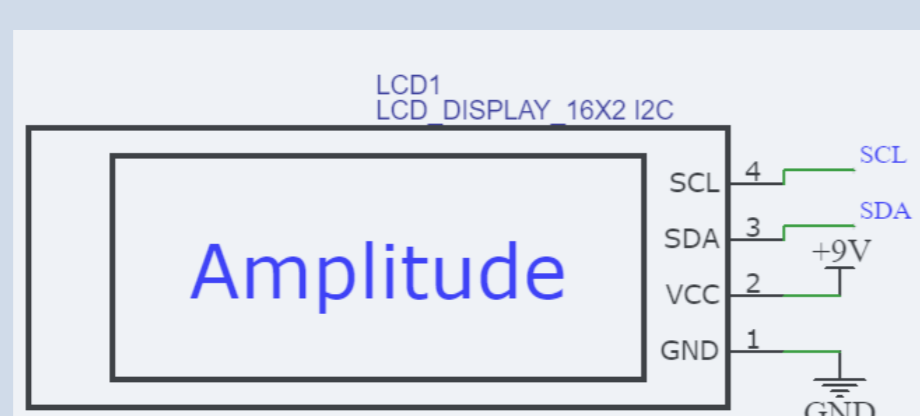 LCD1
LCD_DISPLAY_16X2 I2C
SCL 4 SCL
SDA 3 SDA
+9V
Amplitude
VCC 2
GND 1
GND